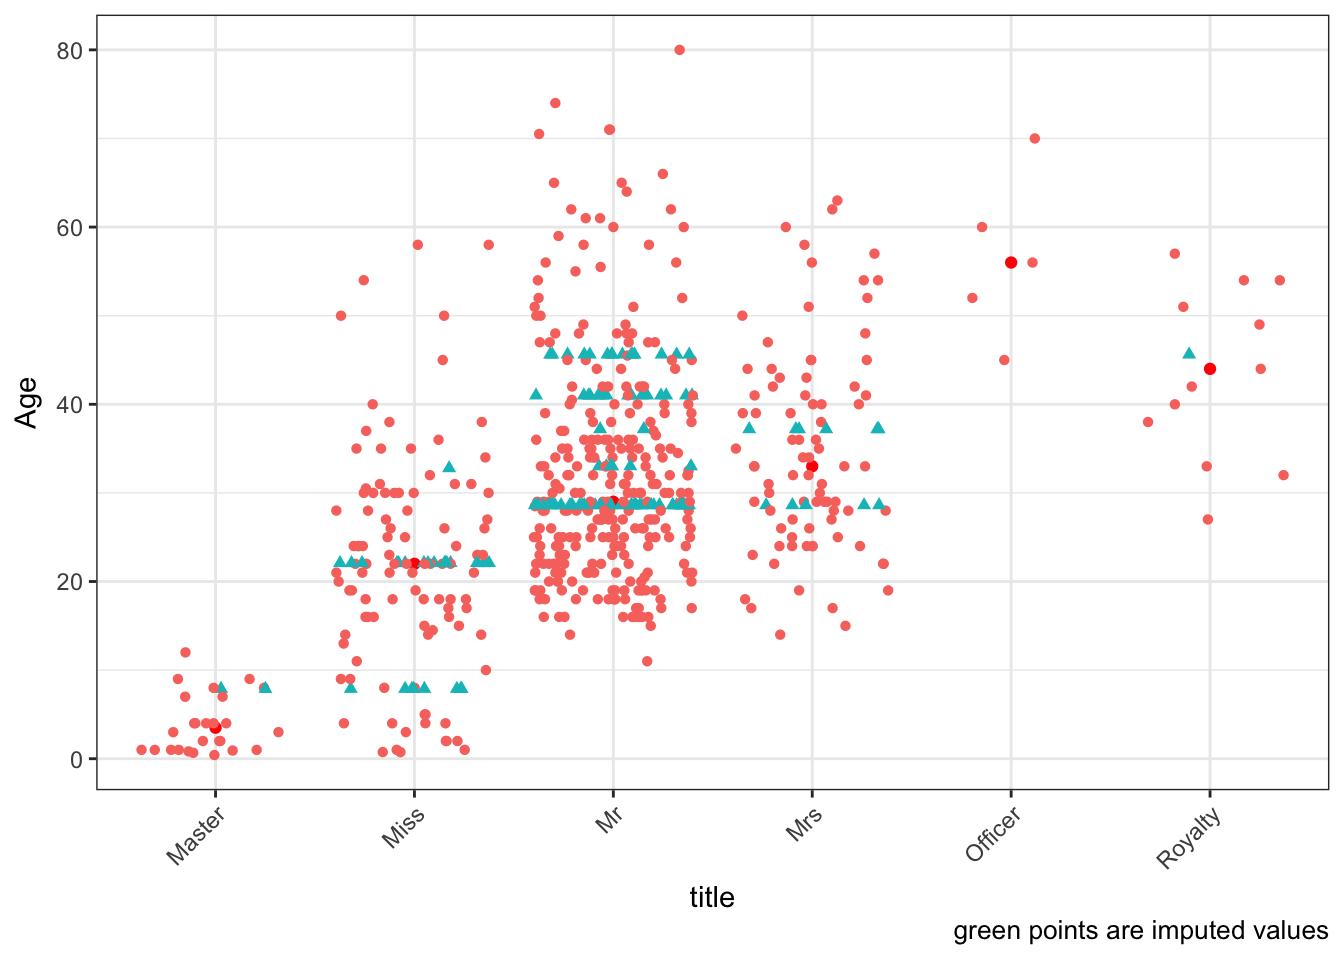 80
60
40
20
0
Age
Master
Miss
Mr
Mrs
Officer
Royalty
title
green points are imputed values